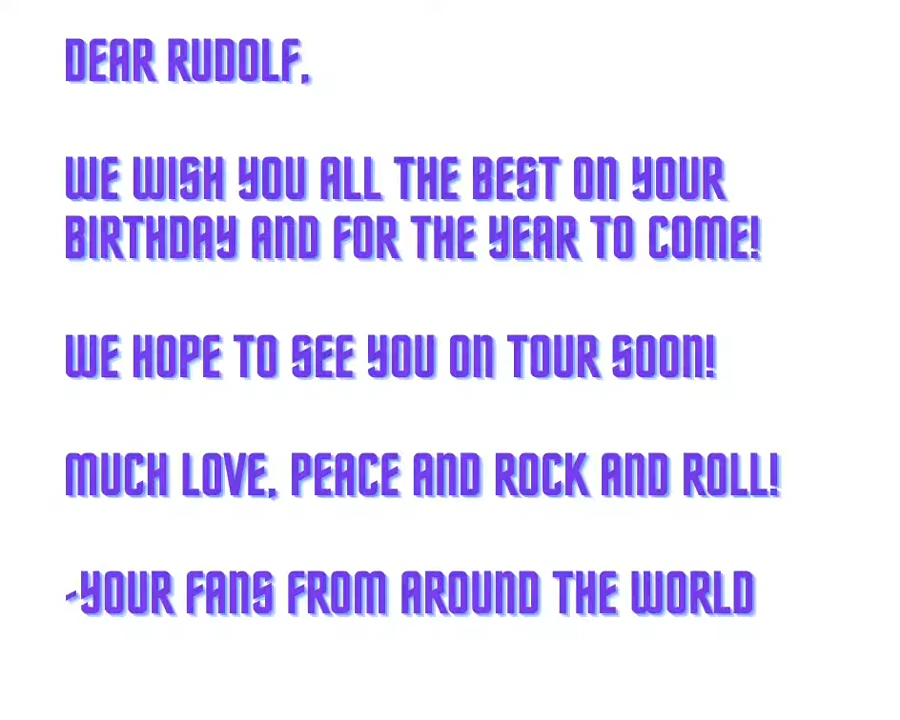 DEAR RUDOLF,
WE WISH YOU ALL THE BEST ON YOUR
BIRTHDAY AND FOR THE YEAR TO COME!
WE HOPE TO SEE YOU ON TOUR SOON!
MUCH LOVE, PEACE AND ROCK AND ROLL!
-YOUR FANS FROM AROUND THE WORLD